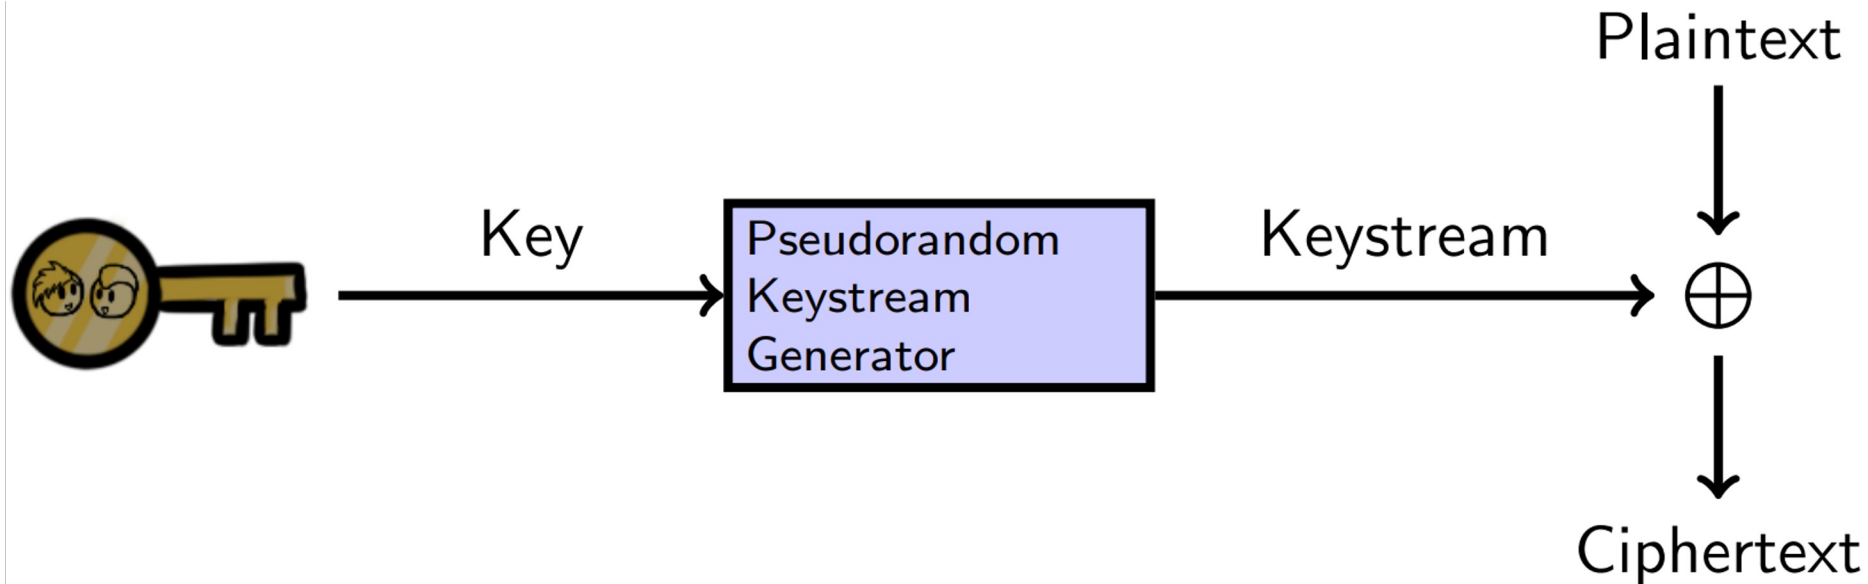 Plaintext
Key
Pseudorandom
Keystream
Generator
Keystream
Ciphertext